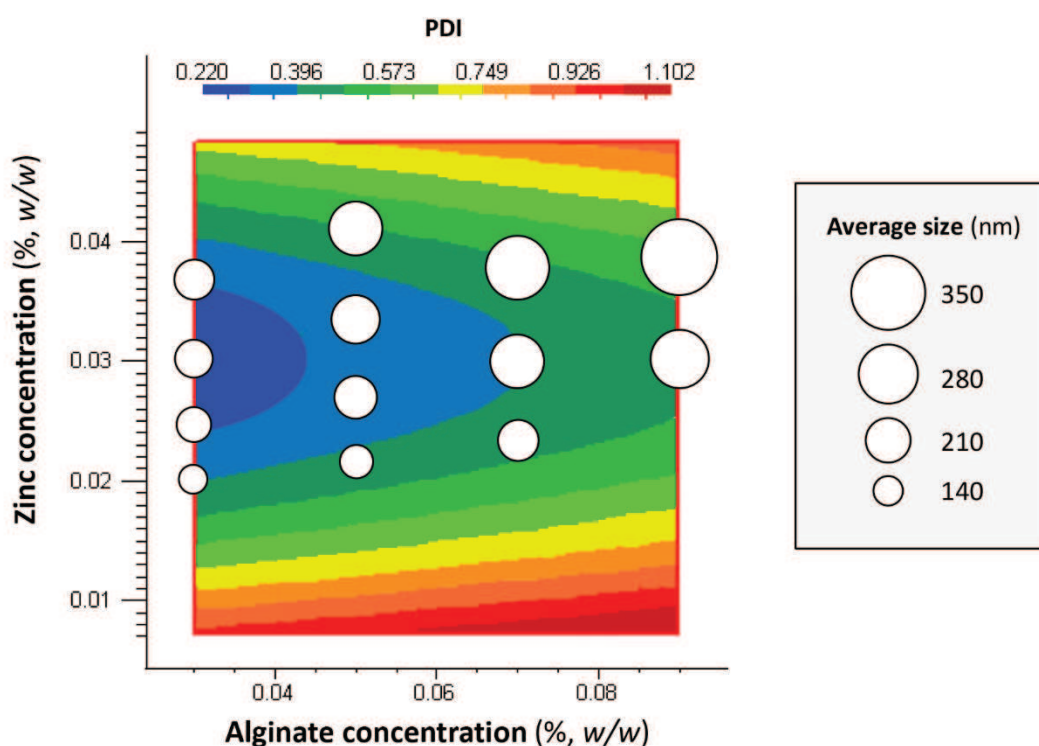 PDI
0.220 0.396 0.573 0.749 0.926 1.102
Zinc concentration (%, w/w)
0.04
0.03
0.02
0.01
0.04 0.06 0.08
Alginate concentration (%, w/w)
Average size (nm)
350
280
210
140